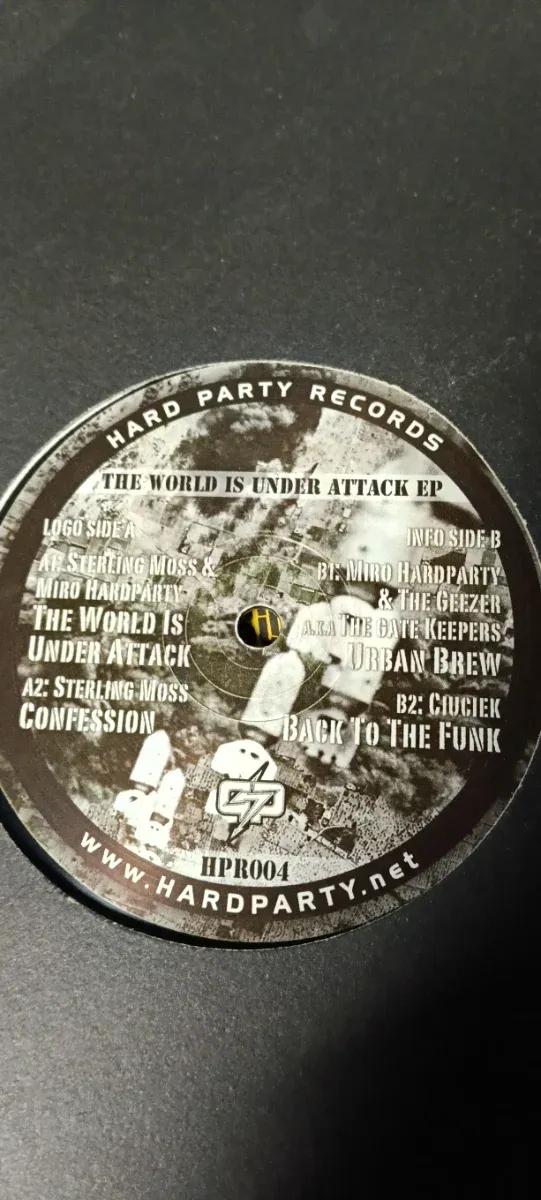 HARD PARTY RECORDS
THE WORLD IS UNDER ATTACK EP
LOGO SIDE A
A1: STERLING MOSS &
MIRO HARDPARTY
THE WORLD IS
UNDER ATTACK
A2: STERLING MOSS
CONFESSION
INFO SIDE B
B1: MIRO HARDPARTY
& THE GEEZER
A.K.A THE GATE KEEPERS
URBAN BREW
B2: CIUCIEK
BACK TO THE FUNK
HPR004
www.HARDPARTY.net